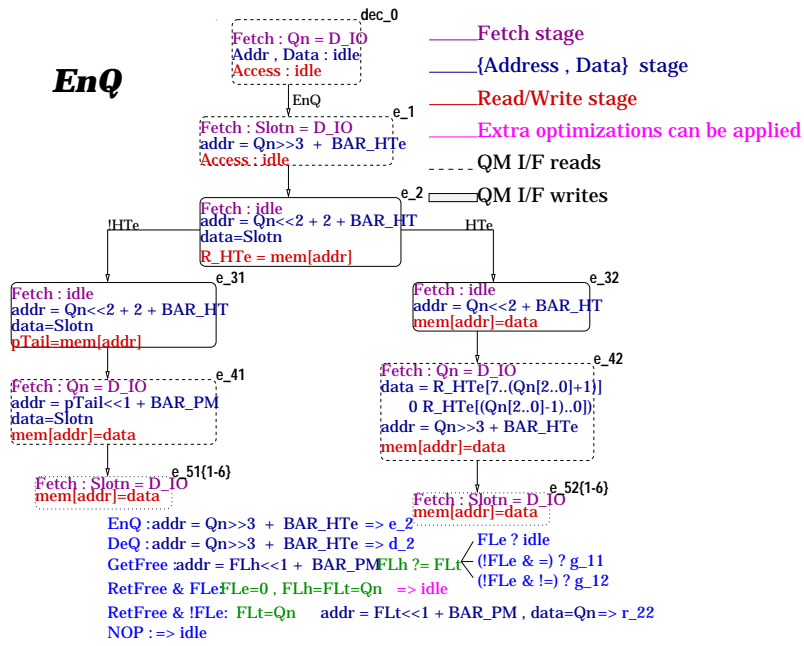 dec_0
Fetch : Qn = D_IO
Addr , Data : idle
Access : idle
EnQ
Fetch stage
{Address , Data} stage
Read/Write stage
Extra optimizations can be applied
QM I/F reads
QM I/F writes
EnQ
e_1
Fetch : Slotn = D_IO
addr = Qn>>3 + BAR_HTe
Access : idle
e_2
Fetch : idle
addr = Qn<<2 + 2 + BAR_HT
data=Slotn
R_HTe = mem[addr]
!HTe
HTe
e_31
Fetch : idle
addr = Qn<<2 + 2 + BAR_HT
data=Slotn
pTail=mem[addr]
e_32
Fetch : idle
addr = Qn<<2 + BAR_HT
mem[addr]=data
e_41
Fetch : Qn = D_IO
addr = pTail<<1 + BAR_PM
data=Slotn
mem[addr]=data
e_42
Fetch : Qn = D_IO
data = R_HTe[7..(Qn[2..0]+1)]
0 R_HTe[(Qn[2..0]-1)..0])
addr = Qn>>3 + BAR_HTe
mem[addr]=data
e_51{1-6}
Fetch : Slotn = D_IO
mem[addr]=data
e_52{1-6}
Fetch : Slotn = D_IO
mem[addr]=data
EnQ : addr = Qn>>3 + BAR_HTe => e_2
DeQ : addr = Qn>>3 + BAR_HTe => d_2
GetFree :addr = FLh<<1 + BAR_PM FLh ?= FLt
FLe ? idle
(!FLe & =) ? g_11
(!FLe & !=) ? g_12
RetFree & FLe: FLe=0 , FLh=FLt=Qn => idle
RetFree & !FLe: FLt=Qn addr = FLt<<1 + BAR_PM , data=Qn => r_22
NOP : => idle